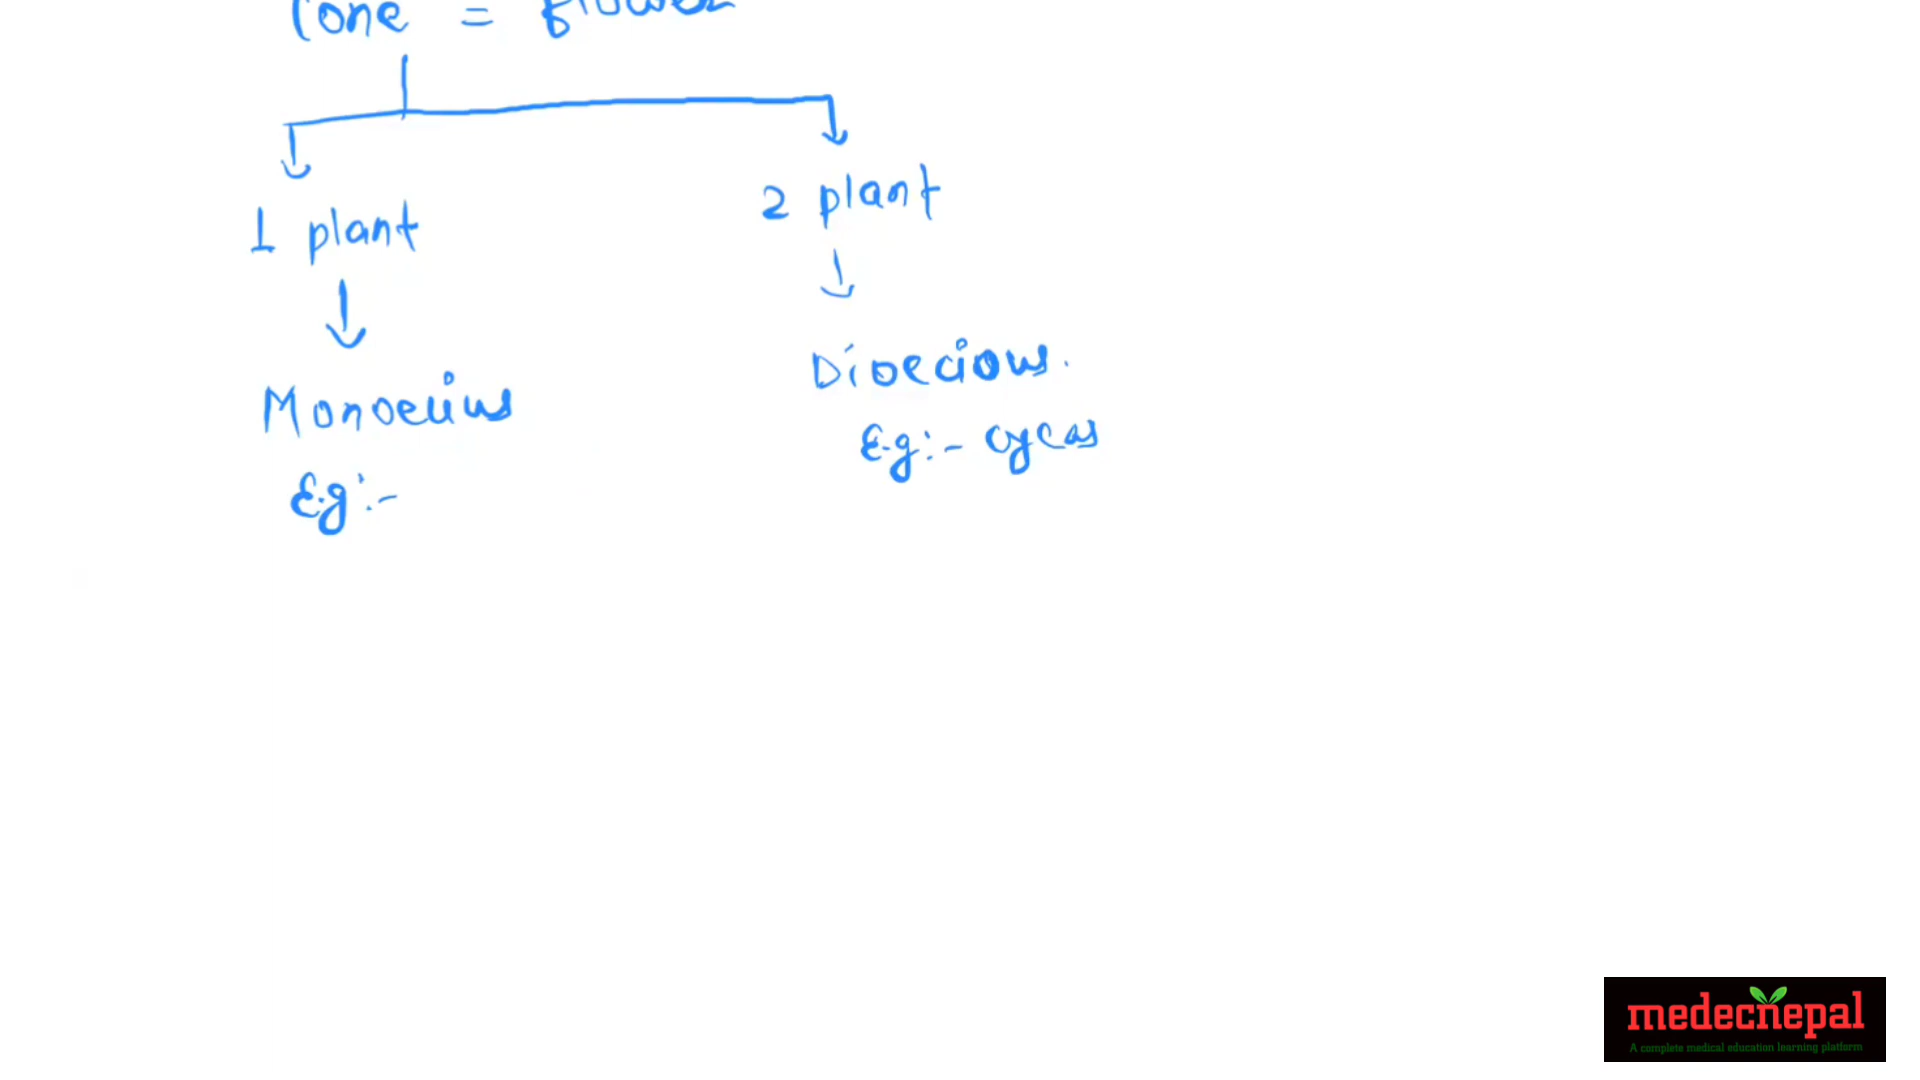 Cone = flower
1 plant
2 plant
Monoecius
Dioecious.
E.g:-
E.g:- cycas
medecnepal
A complete medical education learning platform